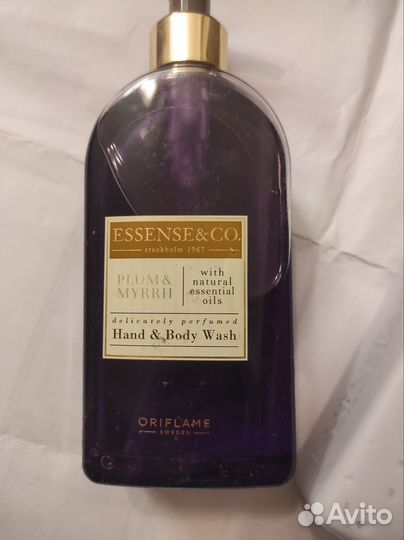 ESSENSE&CO.
stockholm 1967
PLUM &
MYRRH
with
natural
essential
oils
delicately perfumed
Hand & Body Wash
ORIFLAME
SWEDEN
Avito